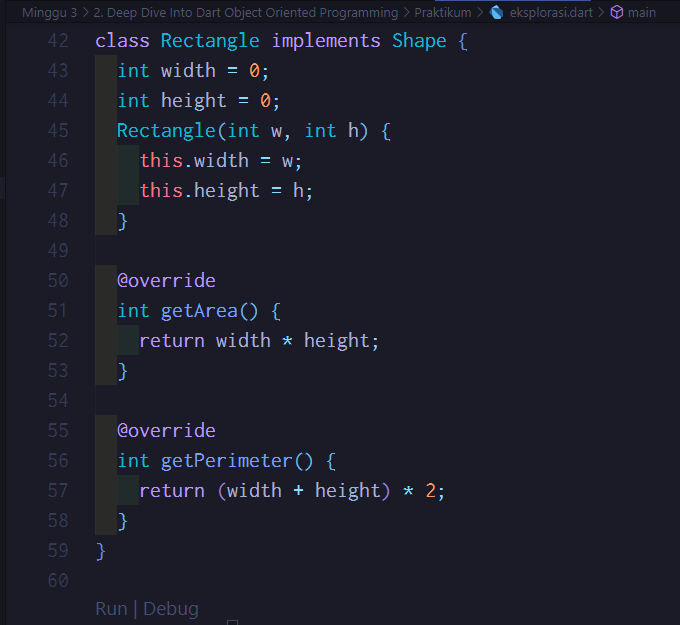 Minggu 3 > 2. Deep Dive Into Dart Object Oriented Programming > Praktikum > eksplorasi.dart > main
42 class Rectangle implements Shape {
43 int width = 0;
44 int height = 0;
45 Rectangle(int w, int h) {
46 this.width = w;
47 this.height = h;
48 }
49
50 @override
51 int getArea() {
52 return width * height;
53 }
54
55 @override
56 int getPerimeter() {
57 return (width + height) * 2;
58 }
59 }
60
Run | Debug